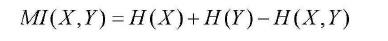 MI(X,Y) = H(X) + H(Y) − H(X,Y)